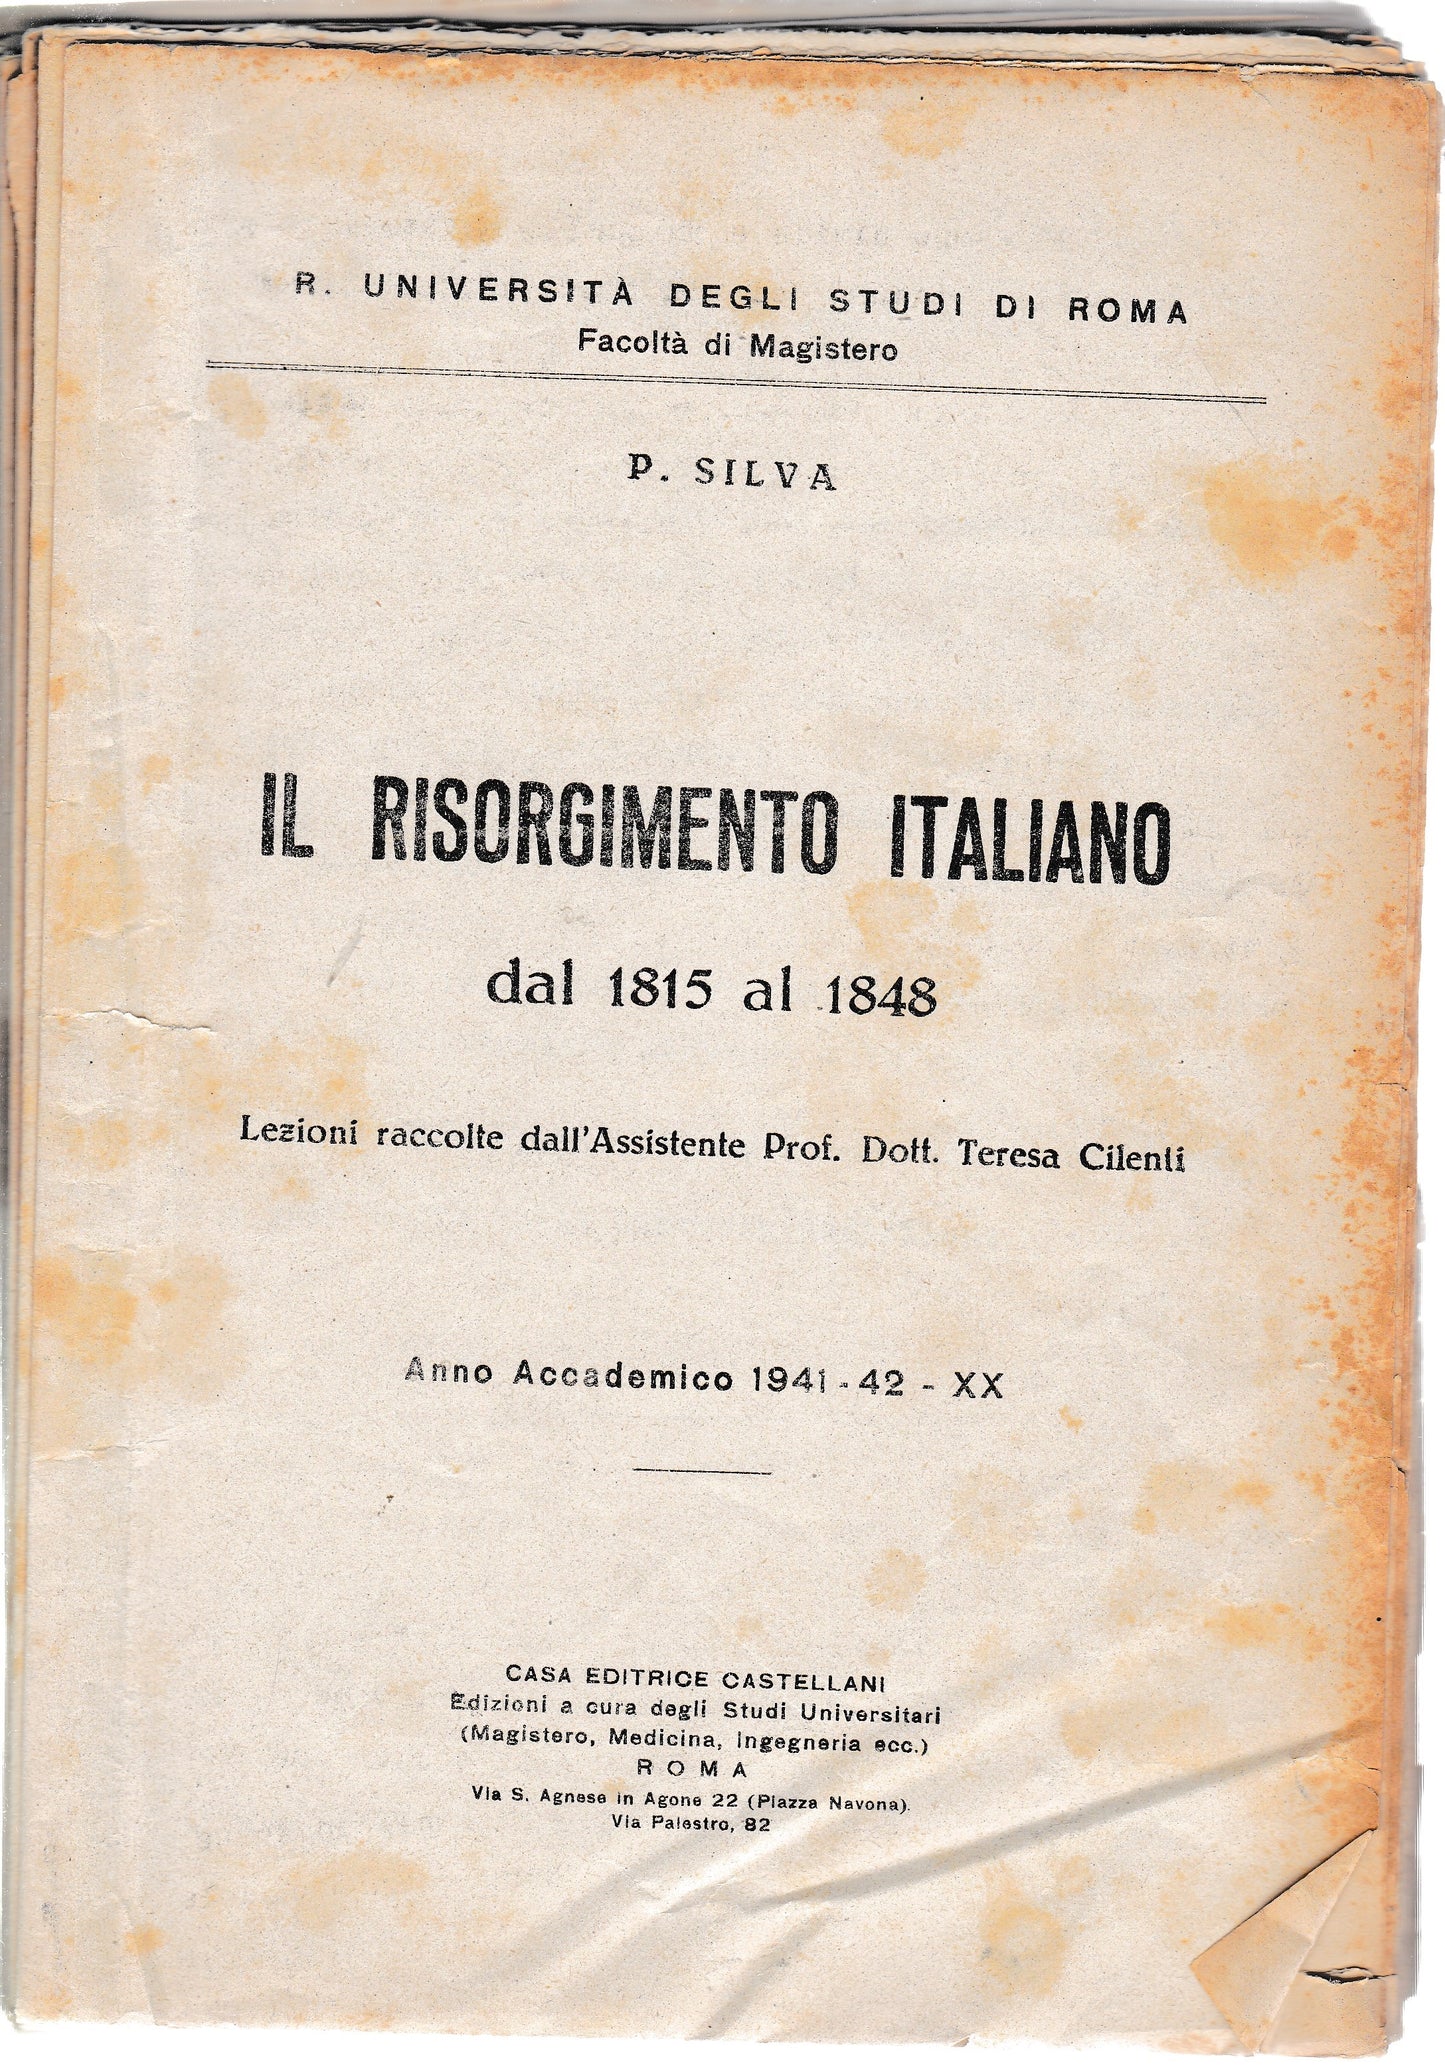 R. UNIVERSITÀ DEGLI STUDI DI ROMA
Facoltà di Magistero
P. SILVA
IL RISORGIMENTO ITALIANO
dal 1815 al 1848
Lezioni raccolte dall'Assistente Prof. Dott. Teresa Cilenti
Anno Accademico 1941-42 - XX
CASA EDITRICE CASTELLANI
Edizioni a cura degli Studi Universitari
(Magistero, Medicina, Ingegneria ecc.)
ROMA
Via S. Agnese in Agone 22 (Piazza Navona).
Via Palestro, 82